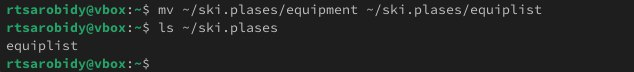 rtsarobidy@vbox:~$ mv ~/ski.plases/equipment ~/ski.plases/equiplist
rtsarobidy@vbox:~$ ls ~/ski.plases
equiplist
rtsarobidy@vbox:~$